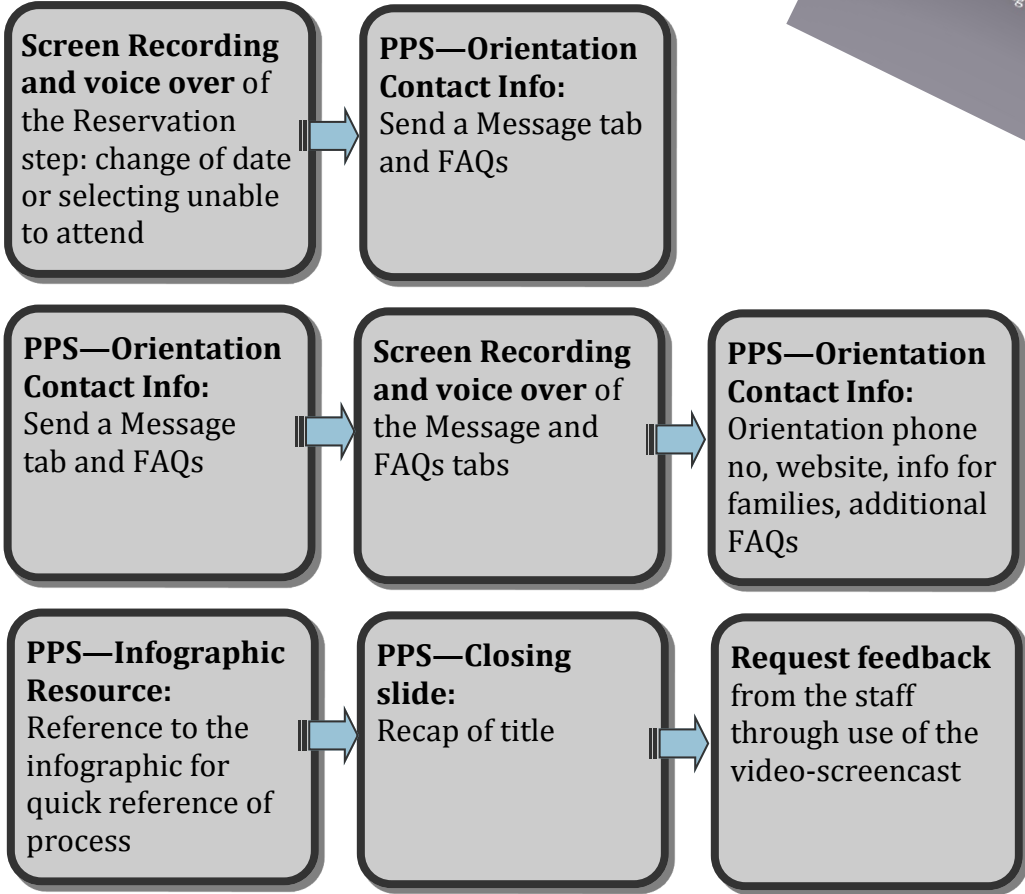 Screen Recording
and voice over of
the Reservation
step: change of date
or selecting unable
to attend
PPS—Orientation
Contact Info:
Send a Message tab
and FAQs
PPS—Orientation
Contact Info:
Send a Message
tab and FAQs
Screen Recording
and voice over of
the Message and
FAQs tabs
PPS—Orientation
Contact Info:
Orientation phone
no, website, info for
families, additional
FAQs
PPS—Infographic
Resource:
Reference to the
infographic for
quick reference of
process
PPS—Closing
slide:
Recap of title
Request feedback
from the staff
through use of the
video-screencast